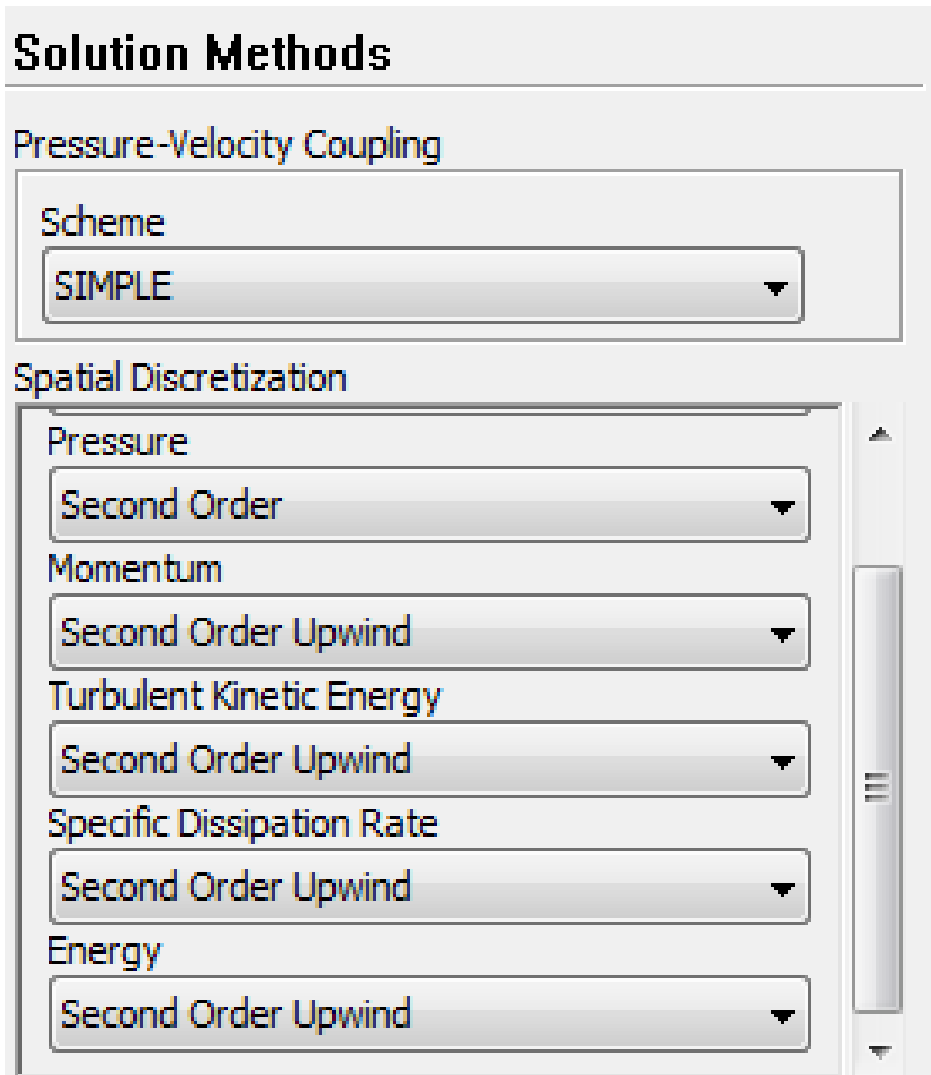 Solution Methods
Pressure-Velocity Coupling
Scheme
SIMPLE
Spatial Discretization
Pressure
Second Order
Momentum
Second Order Upwind
Turbulent Kinetic Energy
Second Order Upwind
Specific Dissipation Rate
Second Order Upwind
Energy
Second Order Upwind